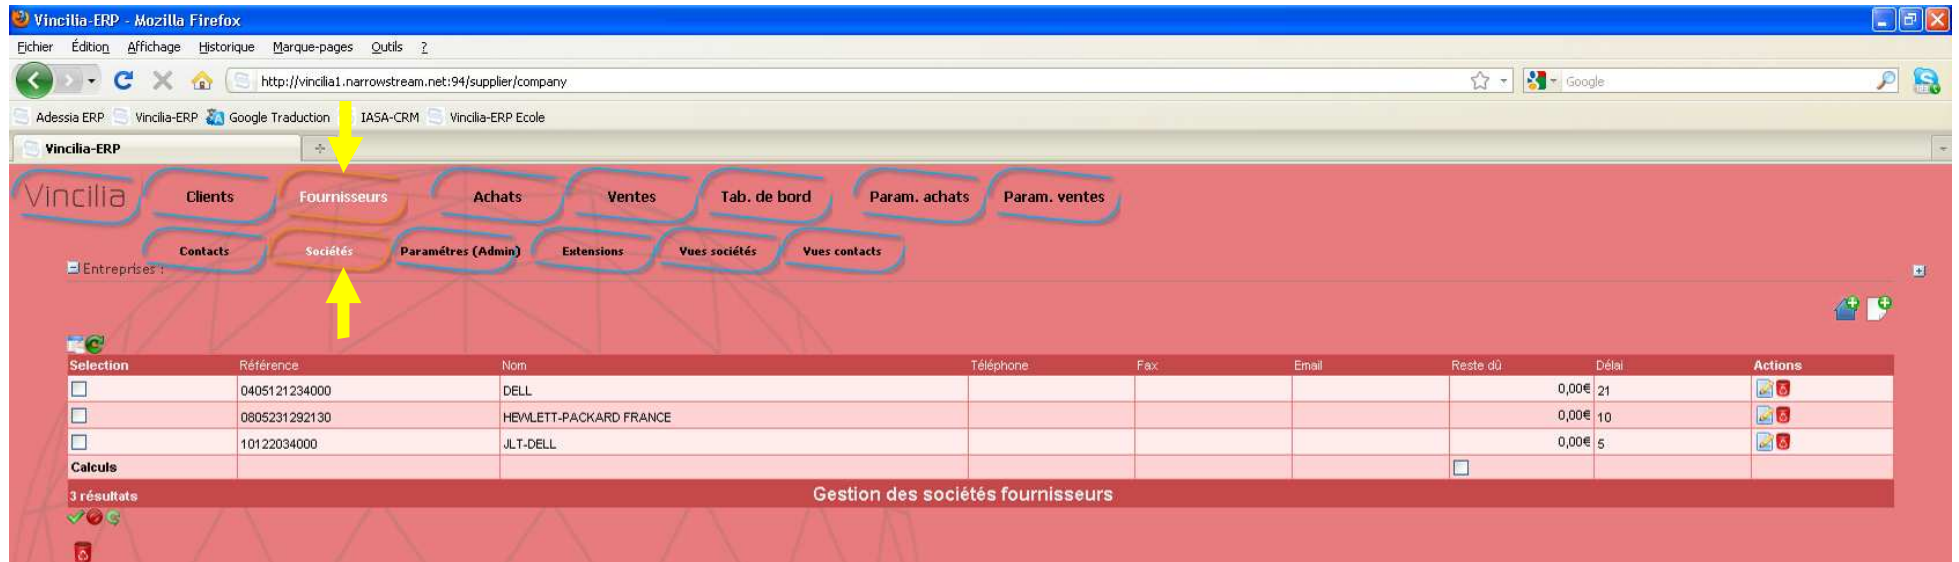 Vincilia-ERP - Mozilla Firefox
Fichier Édition Affichage Historique Marque-pages Outils ?
http://vincilia1.narrowstream.net:94/supplier/company Google
Adessia ERP Vincilia-ERP Google Traduction IASA-CRM Vincilia-ERP Ecole
Vincilia-ERP
Vincilia Clients Fournisseurs Achats Ventes Tab. de bord Param. achats Param. ventes
Contacts Sociétés Paramétres (Admin) Extensions Vues sociétés Vues contacts
Entreprises :
Selection Référence Nom Téléphone Fax Email Reste dû Délai Actions
0405121234000 DELL 0,00€ 21
0805231292130 HEWLETT-PACKARD FRANCE 0,00€ 10
10122034000 JLT-DELL 0,00€ 5
Calculs
3 résultats Gestion des sociétés fournisseurs